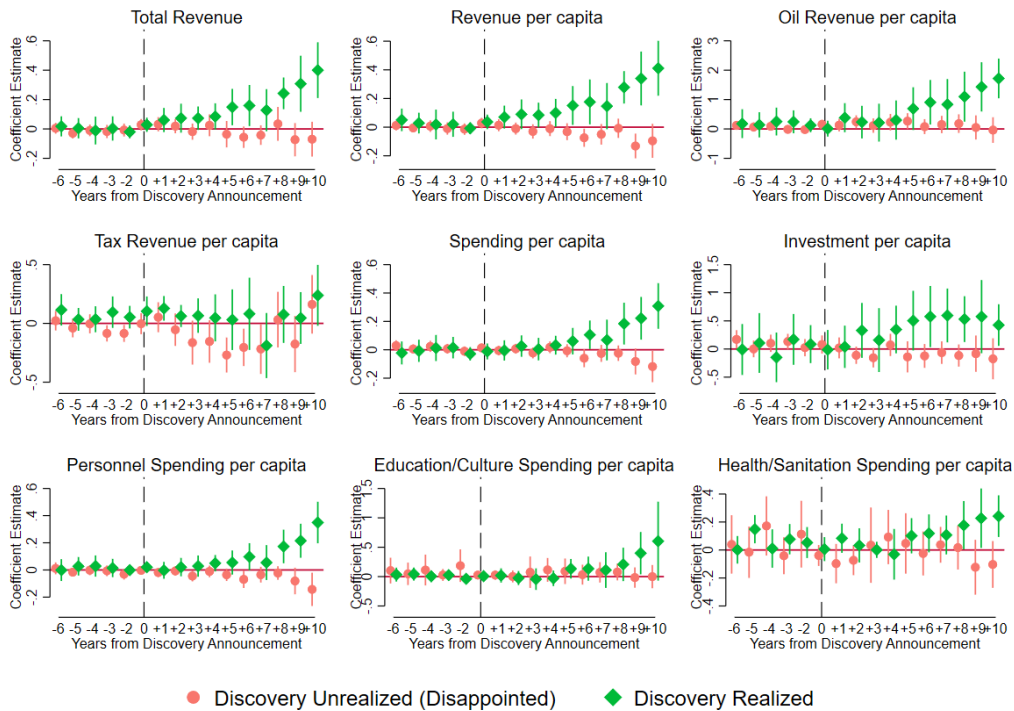 Total Revenue
Coefficient Estimate
.6
.4
.2
0
-.2
-6 -5 -4 -3 -2 0 +1 +2 +3 +4 +5 +6 +7 +8 +9 +10
Years from Discovery Announcement
Revenue per capita
Coefficient Estimate
.6
.4
.2
0
-.2
-6 -5 -4 -3 -2 0 +1 +2 +3 +4 +5 +6 +7 +8 +9 +10
Years from Discovery Announcement
Oil Revenue per capita
Coefficient Estimate
3
2
1
0
-1
-6 -5 -4 -3 -2 0 +1 +2 +3 +4 +5 +6 +7 +8 +9 +10
Years from Discovery Announcement
Tax Revenue per capita
Coefficient Estimate
.5
0
-.5
-6 -5 -4 -3 -2 0 +1 +2 +3 +4 +5 +6 +7 +8 +9 +10
Years from Discovery Announcement
Spending per capita
Coefficient Estimate
.6
.4
.2
0
-.2
-6 -5 -4 -3 -2 0 +1 +2 +3 +4 +5 +6 +7 +8 +9 +10
Years from Discovery Announcement
Investment per capita
Coefficient Estimate
1.5
1
.5
0
-.5
-6 -5 -4 -3 -2 0 +1 +2 +3 +4 +5 +6 +7 +8 +9 +10
Years from Discovery Announcement
Personnel Spending per capita
Coefficient Estimate
.6
.4
.2
0
-.2
-6 -5 -4 -3 -2 0 +1 +2 +3 +4 +5 +6 +7 +8 +9 +10
Years from Discovery Announcement
Education/Culture Spending per capita
Coefficient Estimate
1.5
1
.5
0
-.5
-6 -5 -4 -3 -2 0 +1 +2 +3 +4 +5 +6 +7 +8 +9 +10
Years from Discovery Announcement
Health/Sanitation Spending per capita
Coefficient Estimate
.4
.2
0
-.2
-.4
-6 -5 -4 -3 -2 0 +1 +2 +3 +4 +5 +6 +7 +8 +9 +10
Years from Discovery Announcement
Discovery Unrealized (Disappointed)
Discovery Realized